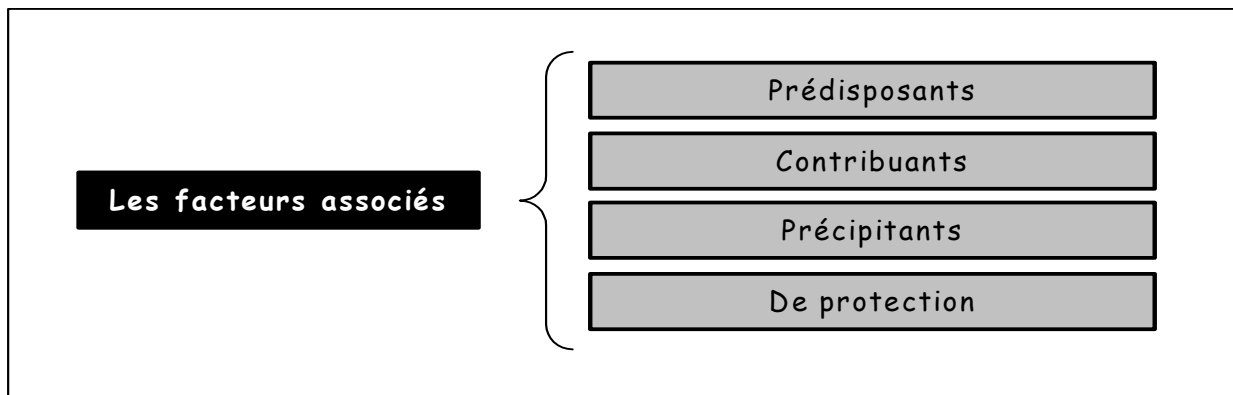 Les facteurs associés
Prédisposants
Contribuants
Précipitants
De protection